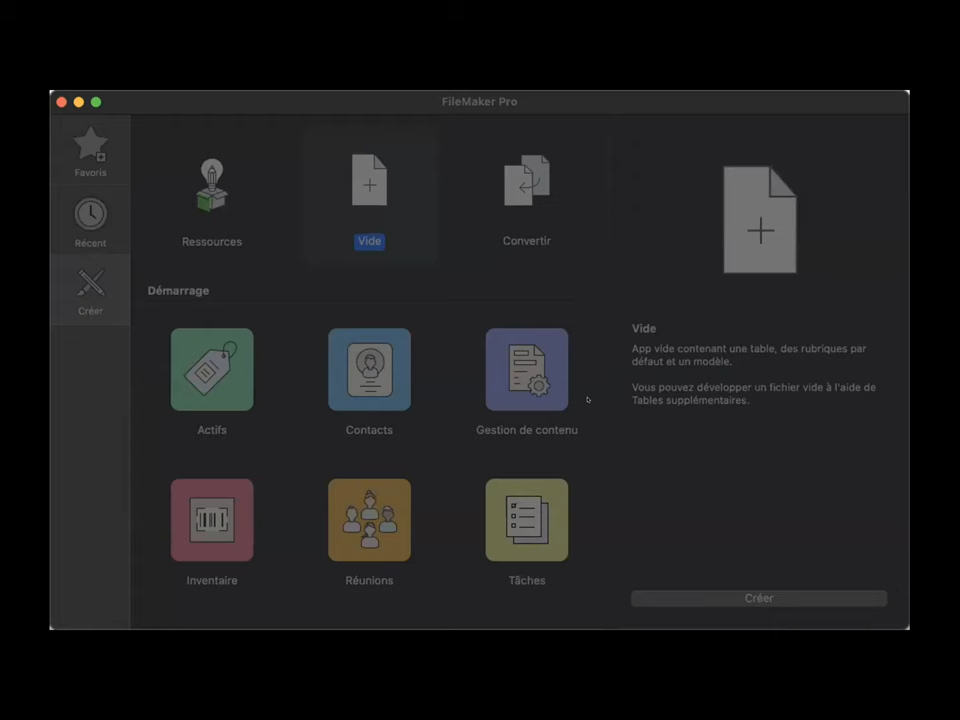 FileMaker Pro
Favoris
Récent
Créer
Ressources
Vide
Convertir
Démarrage
Actifs
Contacts
Gestion de contenu
Inventaire
Réunions
Tâches
Vide
App vide contenant une table, des rubriques par
défaut et un modèle.
Vous pouvez développer un fichier vide à l'aide de
Tables supplémentaires.
Créer